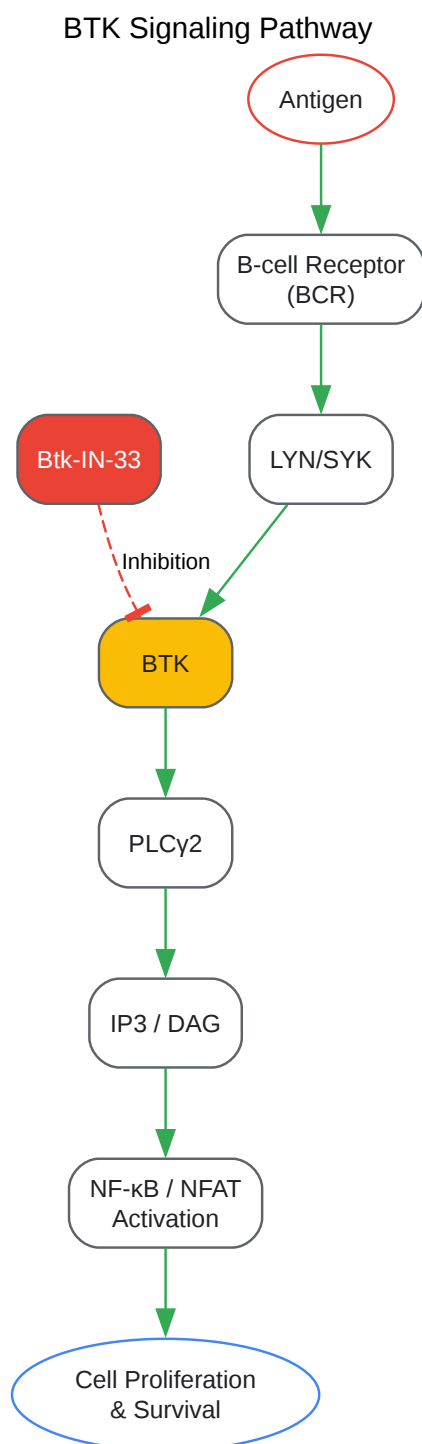 BTK Signaling Pathway
Antigen
B-cell Receptor
(BCR)
LYN/SYK
Btk-IN-33
Inhibition
BTK
PLCγ2
IP3 / DAG
NF-κB / NFAT
Activation
Cell Proliferation
& Survival